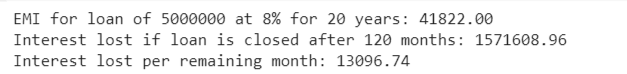 EMI for loan of 5000000 at 8% for 20 years: 41822.00
Interest lost if loan is closed after 120 months: 1571608.96
Interest lost per remaining month: 13096.74